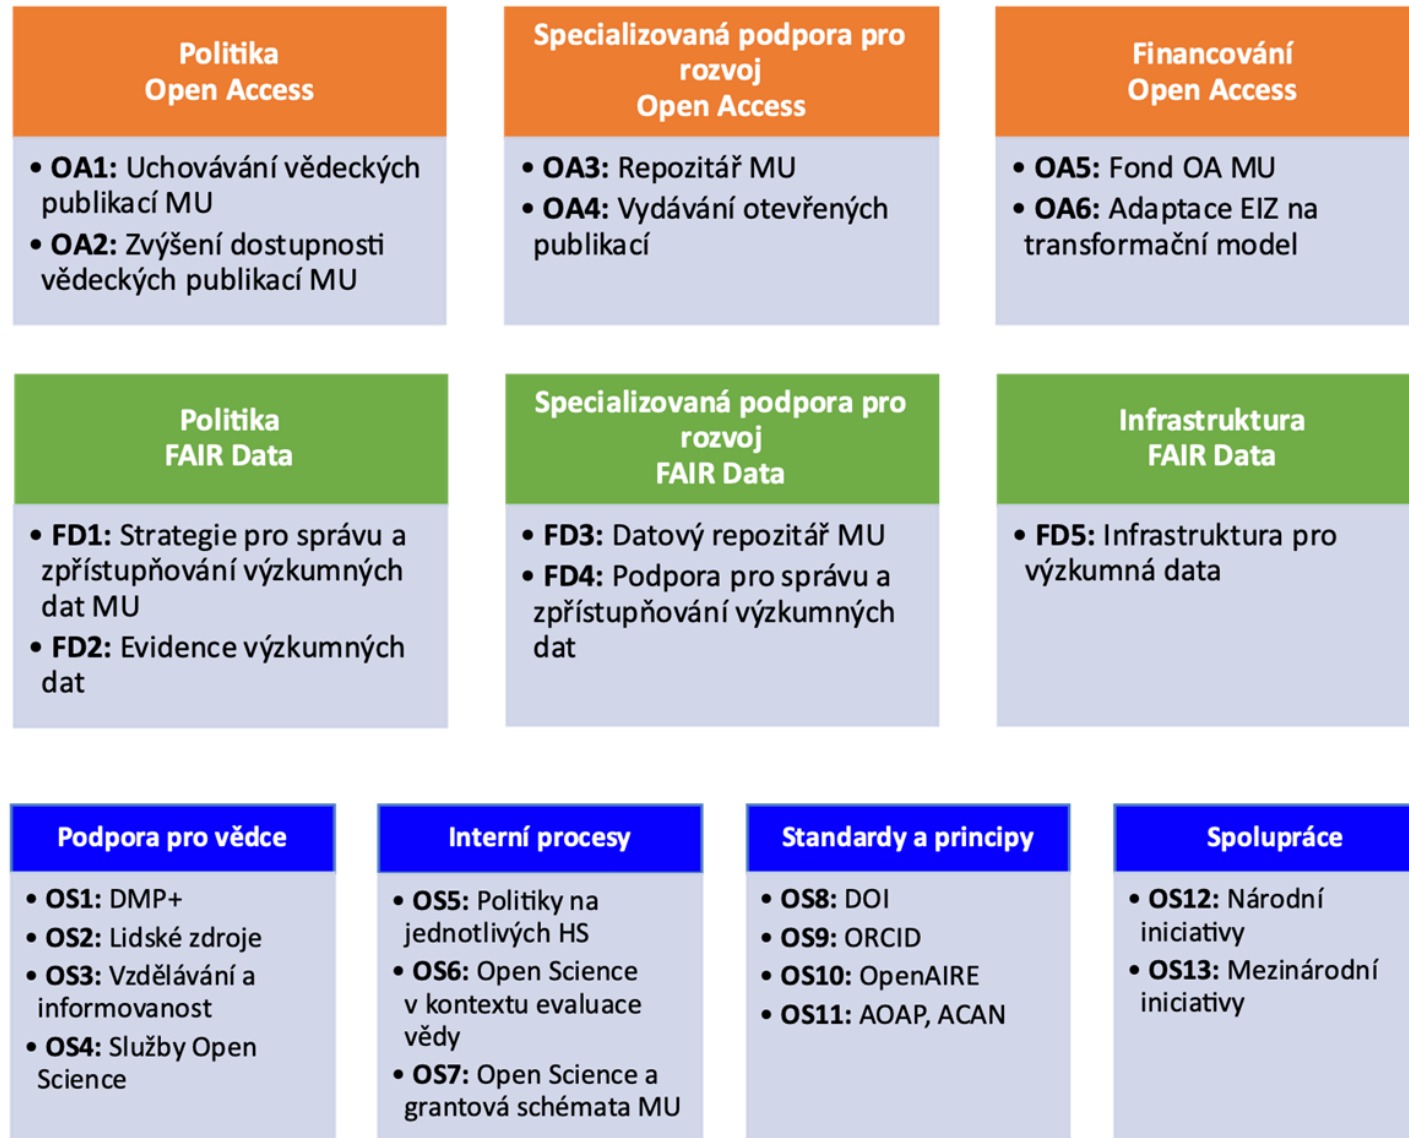 Politika
Open Access
• OA1: Uchovávání vědeckých
publikací MU
• OA2: Zvýšení dostupnosti
vědeckých publikací MU
Specializovaná podpora pro
rozvoj
Open Access
• OA3: Repozitář MU
• OA4: Vydávání otevřených
publikací
Financování
Open Access
• OA5: Fond OA MU
• OA6: Adaptace EIZ na
transformační model
Politika
FAIR Data
• FD1: Strategie pro správu a
zpřístupňování výzkumných
dat MU
• FD2: Evidence výzkumných
dat
Specializovaná podpora pro
rozvoj
FAIR Data
• FD3: Datový repozitář MU
• FD4: Podpora pro správu a
zpřístupňování výzkumných
dat
Infrastruktura
FAIR Data
• FD5: Infrastruktura pro
výzkumná data
Podpora pro vědce
• OS1: DMP+
• OS2: Lidské zdroje
• OS3: Vzdělávání a
informovanost
• OS4: Služby Open
Science
Interní procesy
• OS5: Politiky na
jednotlivých HS
• OS6: Open Science
v kontextu evaluace
vědy
• OS7: Open Science a
grantová schémata MU
Standardy a principy
• OS8: DOI
• OS9: ORCID
• OS10: OpenAIRE
• OS11: AOAP, ACAN
Spolupráce
• OS12: Národní
iniciativy
• OS13: Mezinárodní
iniciativy